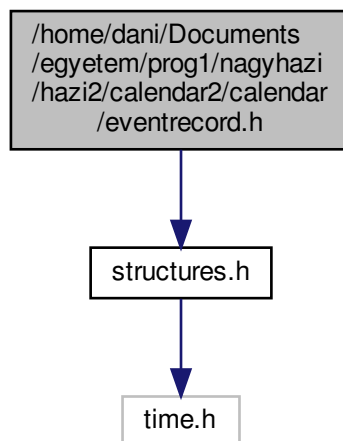 /home/dani/Documents
/egyetem/prog1/nagyhazi
/hazi2/calendar2/calendar
/eventrecord.h
structures.h
time.h